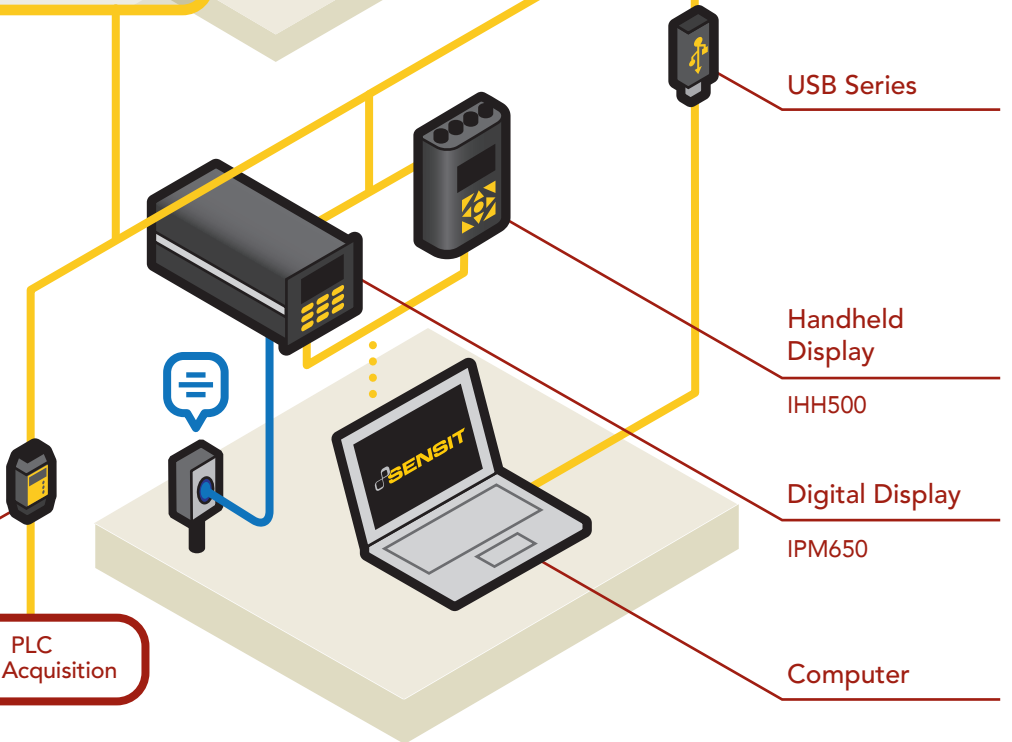 USB Series
Handheld
Display
IHH500
SENSIT
Digital Display
IPM650
PLC
Acquisition
Computer